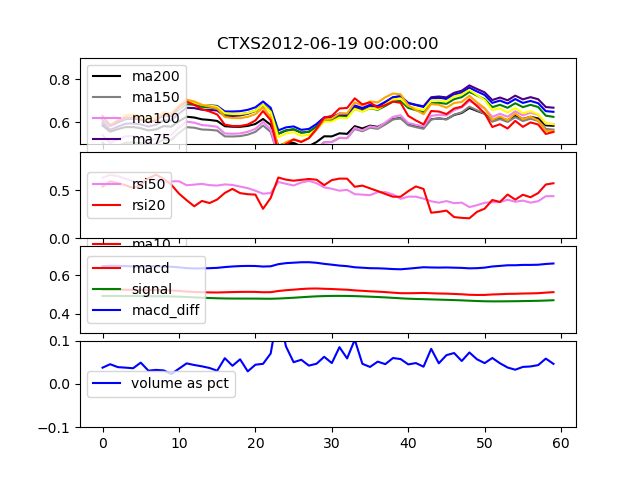 CTXS2012-06-19 00:00:00
0.8
0.6
ma200
ma150
ma100
ma75
0.5
0.0
rsi50
rsi20
ma10
0.6
0.4
macd
signal
macd_diff
0.1
0.0
−0.1
volume as pct
0 10 20 30 40 50 60